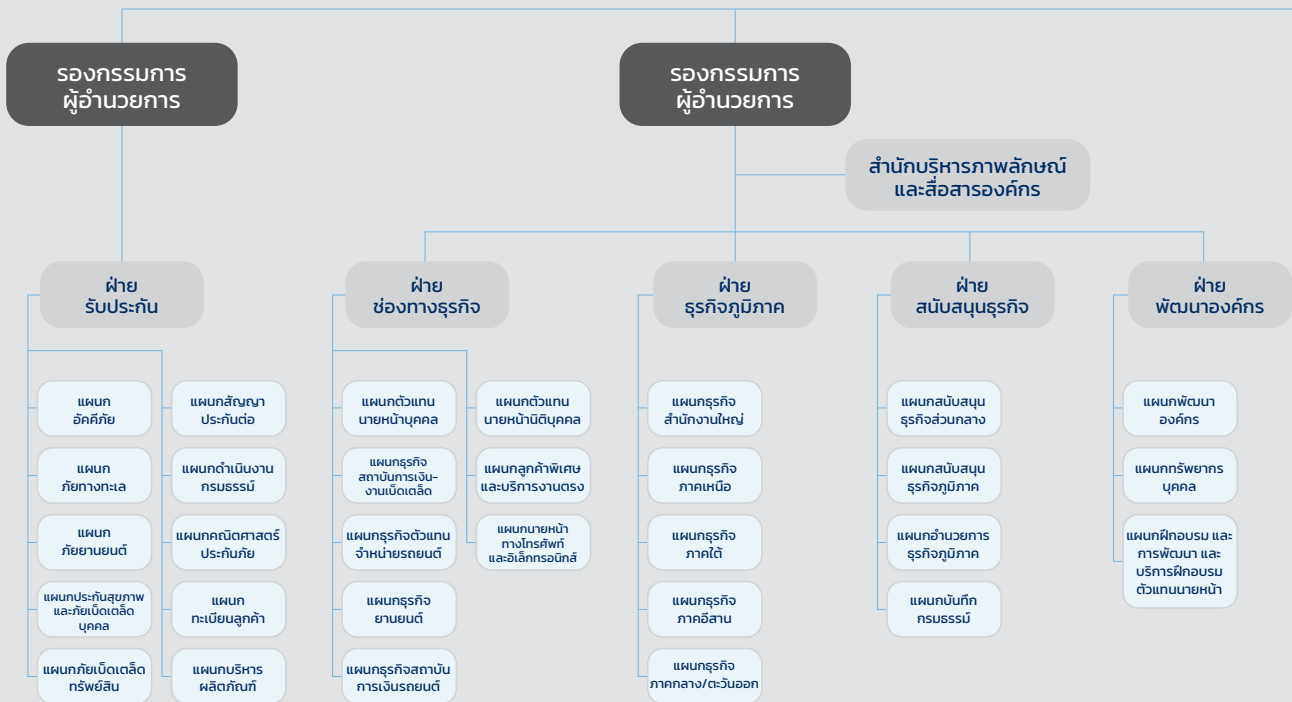 รองกรรมการ
ผู้อำนวยการ
รองกรรมการ
ผู้อำนวยการ
สำนักบริหารภาพลักษณ์
และสื่อสารองค์กร
ฝ่าย
รับประกัน
แผนก
อัคคีภัย
แผนก
ภัยทางทะเล
แผนก
ภัยยานยนต์
แผนกประกันสุขภาพ
และภัยเบ็ดเตล็ด
บุคคล
แผนกภัยเบ็ดเตล็ด
ทรัพย์สิน
แผนกสัญญา
ประกันต่อ
แผนกดำเนินงาน
กรมธรรม์
แผนกคณิตศาสตร์
ประกันภัย
แผนก
ทะเบียนลูกค้า
แผนกบริหาร
ผลิตภัณฑ์
ฝ่าย
ช่องทางธุรกิจ
แผนกตัวแทน
นายหน้าบุคคล
แผนกธุรกิจ
สถาบันการเงิน-
งานเบ็ดเตล็ด
แผนกธุรกิจตัวแทน
จำหน่ายรถยนต์
แผนกธุรกิจ
ยานยนต์
แผนกธุรกิจสถาบัน
การเงินรถยนต์
แผนกตัวแทน
นายหน้านิติบุคคล
แผนกลูกค้าพิเศษ
และบริการงานตรง
แผนกนายหน้า
ทางโทรศัพท์
และอิเล็กทรอนิกส์
ฝ่าย
ธุรกิจภูมิภาค
แผนกธุรกิจ
สำนักงานใหญ่
แผนกธุรกิจ
ภาคเหนือ
แผนกธุรกิจ
ภาคใต้
แผนกธุรกิจ
ภาคอีสาน
แผนกธุรกิจ
ภาคกลาง/ตะวันออก
ฝ่าย
สนับสนุนธุรกิจ
แผนกสนับสนุน
ธุรกิจส่วนกลาง
แผนกสนับสนุน
ธุรกิจภูมิภาค
แผนกอำนวยการ
ธุรกิจภูมิภาค
แผนกบันทึก
กรมธรรม์
ฝ่าย
พัฒนาองค์กร
แผนกพัฒนา
องค์กร
แผนกทรัพยากร
บุคคล
แผนกฝึกอบรม และ
การพัฒนา และ
บริการฝึกอบรม
ตัวแทนนายหน้า